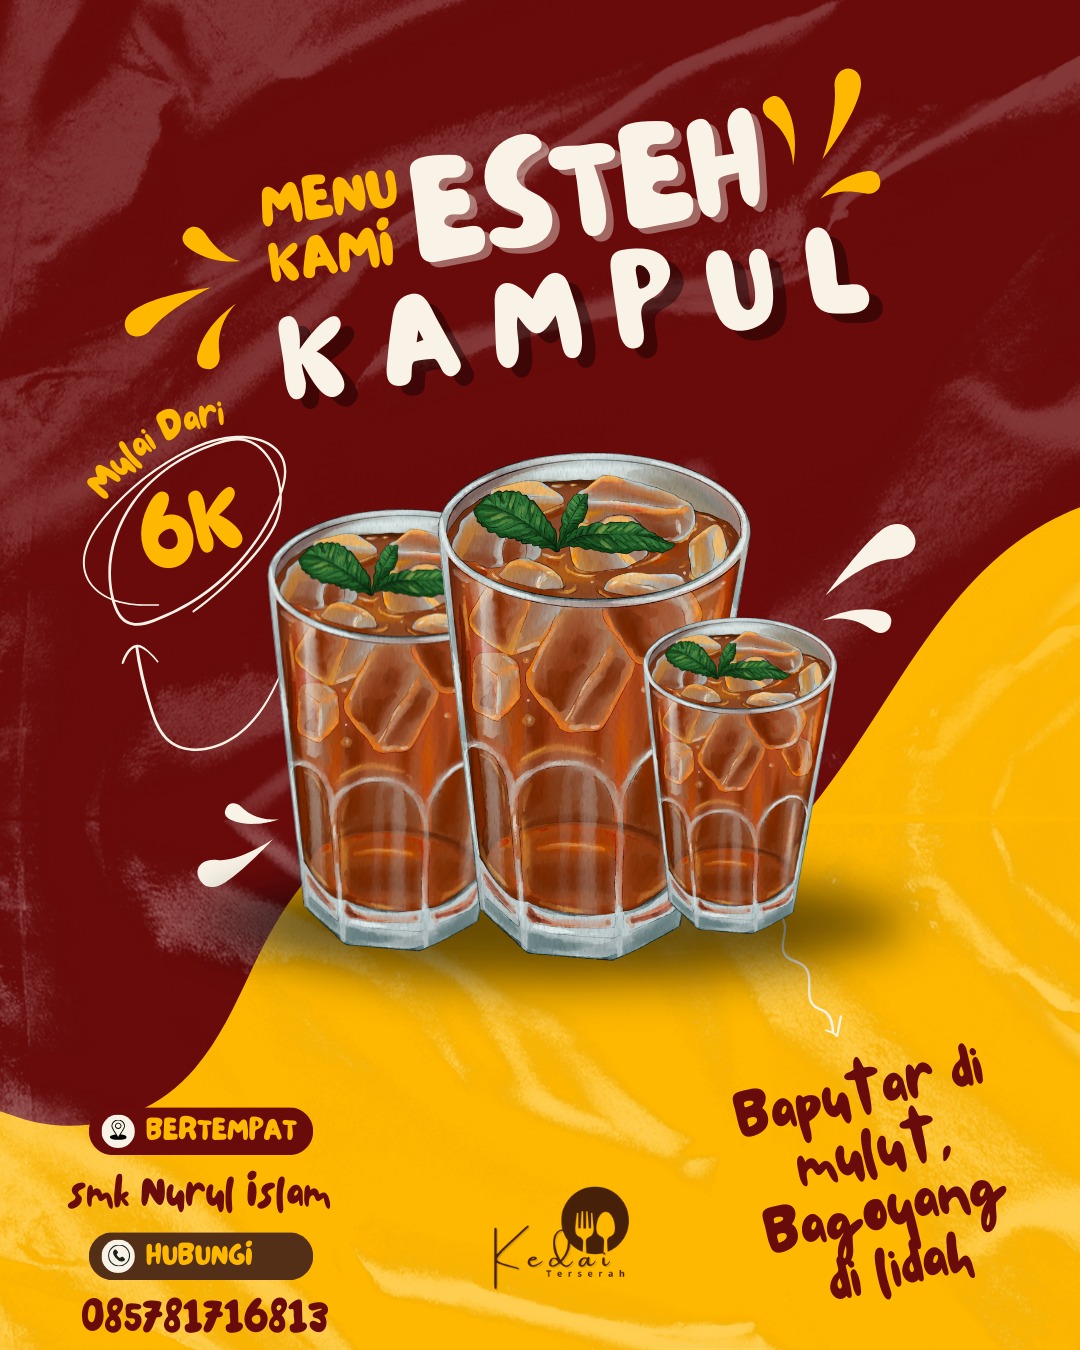 MENU
KAMi
ESTEH
KAMPUL
Mulai Dari
6K
BERTEMPAT
smk Nurul islam
HUBUNGi
085781716813
Kedai
Terserah
Baputar di
mulut,
Bagoyang
di lidah